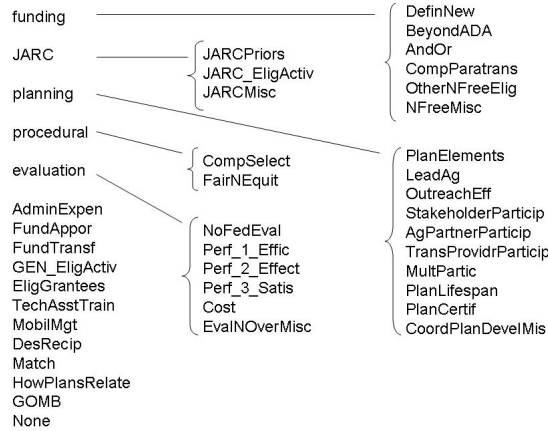 funding
JARC
planning
procedural
evaluation
AdminExpen
FundAppor
FundTransf
GEN_EligActiv
EligGrantees
TechAsstTrain
MobilMgt
DesRecip
Match
HowPlansRelate
GOMB
None
JARCPriors
JARC_EligActiv
JARCMisc
CompSelect
FairNEquit
NoFedEval
Perf_1_Effic
Perf_2_Effect
Perf_3_Satis
Cost
EvalNOverMisc
DefinNew
BeyondADA
AndOr
CompParatrans
OtherNFreeElig
NFreeMisc
PlanElements
LeadAg
OutreachEff
StakeholderParticip
AgPartnerParticip
TransProvidrParticip
MultPartic
PlanLifespan
PlanCertif
CoordPlanDevelMis